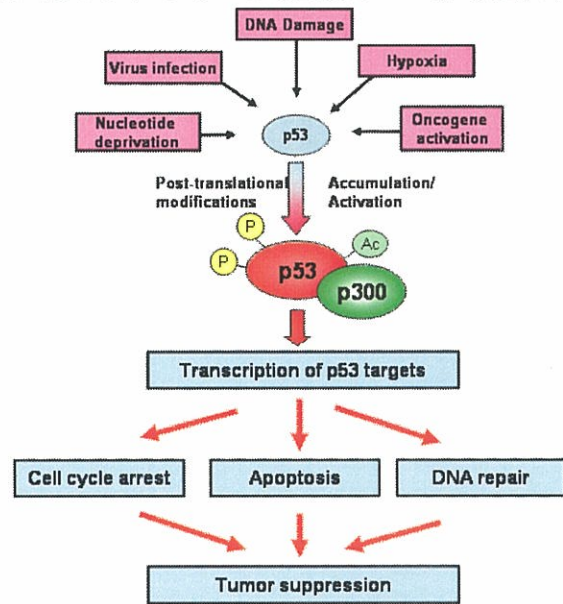 DNA Damage
Virus infection
Hypoxia
Nucleotide
deprivation
p53
Oncogene
activation
Post-translational
modifications
Accumulation/
Activation
P
P
Ac
p53
p300
Transcription of p53 targets
Cell cycle arrest
Apoptosis
DNA repair
Tumor suppression